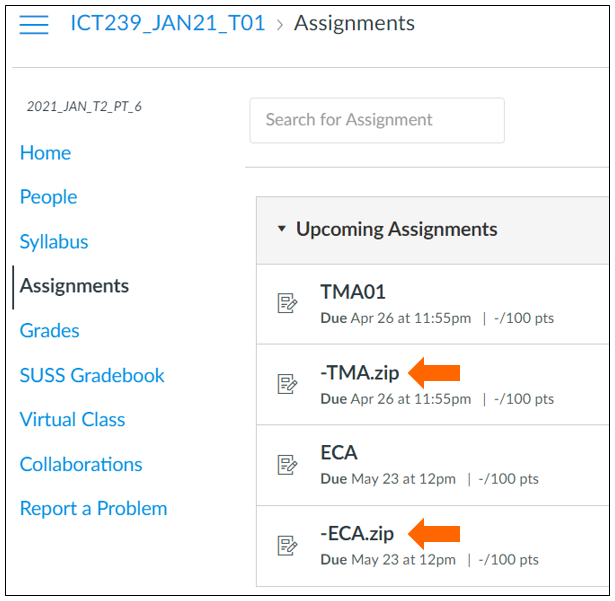 ICT239_JAN21_T01 › Assignments
2021_JAN_T2_PT_6
Home
People
Syllabus
Assignments
Grades
SUSS Gradebook
Virtual Class
Collaborations
Report a Problem
Search for Assignment
Upcoming Assignments
TMA01
Due Apr 26 at 11:55pm | -/100 pts
-TMA.zip
Due Apr 26 at 11:55pm | -/100 pts
ECA
Due May 23 at 12pm | -/100 pts
-ECA.zip
Due May 23 at 12pm | -/100 pts